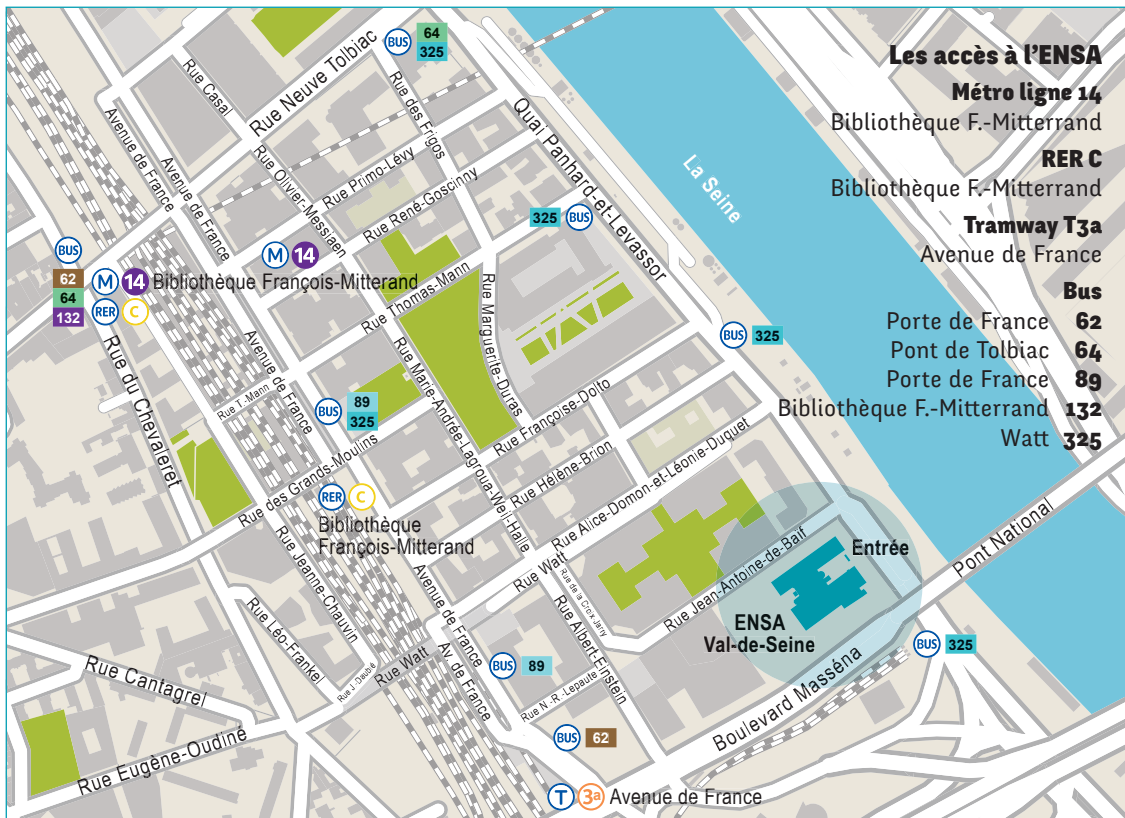 Les accès à l'ENSA
Métro ligne 14
Bibliothèque F.-Mitterrand
RER C
Bibliothèque F.-Mitterrand
Tramway T3a
Avenue de France
Bus
Porte de France 62
Pont de Tolbiac 64
Porte de France 89
Bibliothèque F.-Mitterrand 132
Watt 325
BUS
64
325
Rue Neuve Tolbiac
Rue Casal
Rue des Frigos
Avenue de France
Avenue de France
Quai Panhard-et-Levassor
La Seine
Rue Olivier-Messiaen
Rue Primo-Lévy
Rue René-Goscinny
325 BUS
BUS
62
64
132
M 14 Bibliothèque François-Mitterand
RER C
M 14
Rue Thomas-Mann
Rue Marguerite-Duras
BUS 325
Rue du Chevaleret
Rue T.-Mann
Avenue de France
BUS
89
325
Rue des Grands-Moulins
Rue Marie-Andrée-Lagroua-Weil-Halle
Rue Françoise-Dolto
Rue Hélène-Brion
Rue Alice-Domon-et-Léonie-Duquet
RER C
Bibliothèque
François-Mitterand
Rue Jeanne-Chauvin
Avenue de France
Rue Watt
Rue de la Croix Jarry
Rue Jean-Antoine-de-Baïf
Entrée
ENSA
Val-de-Seine
Pont National
Rue Léo-Frankel
Rue Cantagrel
Rue J.-Daubié
Rue Watt
Av. de France
BUS 89
Rue Albert-Einstein
Rue N.-R.-Lepaute
BUS 325
Boulevard Masséna
Rue Eugène-Oudiné
BUS 62
T 3a Avenue de France